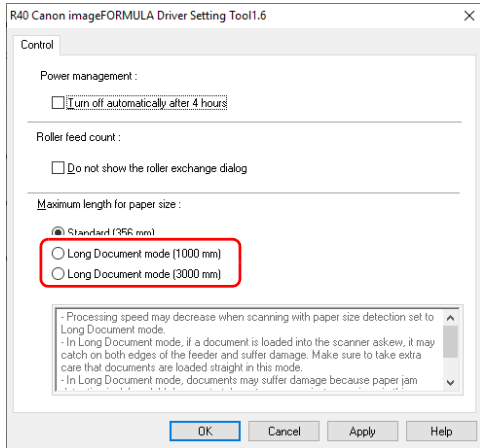 R40 Canon imageFORMULA Driver Setting Tool1.6
Control
Power management :
Turn off automatically after 4 hours
Roller feed count :
Do not show the roller exchange dialog
Maximum length for paper size :
Standard (356 mm)
Long Document mode (1000 mm)
Long Document mode (3000 mm)
- Processing speed may decrease when scanning with paper size detection set to
Long Document mode.
- In Long Document mode, if a document is loaded into the scanner askew, it may
catch on both edges of the feeder and suffer damage. Make sure to take extra
care that documents are loaded straight in this mode.
- In Long Document mode, documents may suffer damage because paper jam
OK
Cancel
Apply
Help